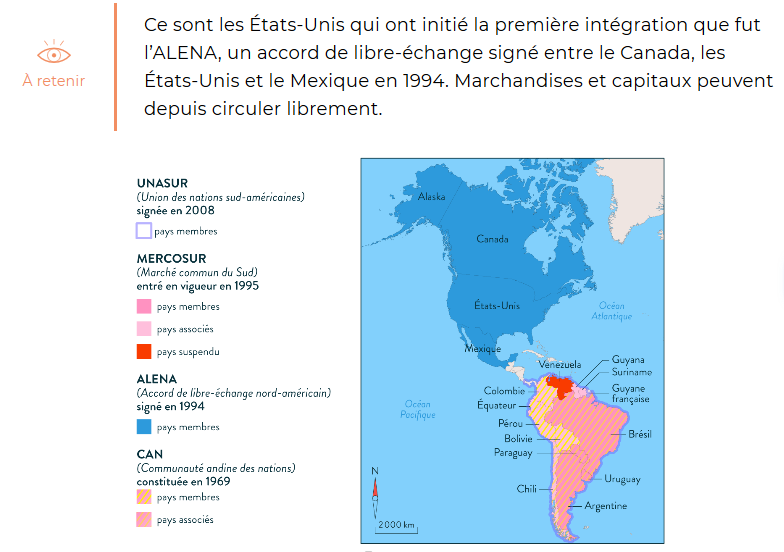 Ce sont les États-Unis qui ont initié la première intégration que fut
l’ALENA, un accord de libre-échange signé entre le Canada, les
États-Unis et le Mexique en 1994. Marchandises et capitaux peuvent
depuis circuler librement.
À retenir
UNASUR
(Union des nations sud-américaines)
signée en 2008
pays membres
MERCOSUR
(Marché commun du Sud)
entré en vigueur en 1995
pays membres
pays associés
pays suspendu
ALENA
(Accord de libre-échange nord-américain)
signé en 1994
pays membres
CAN
(Communauté andine des nations)
constituée en 1969
pays membres
pays associés
Alaska
Canada
États-Unis
Océan
Atlantique
Mexique
Venezuela
Guyana
Suriname
Guyane
française
Colombie
Équateur
Océan
Pacifique
Pérou
Brésil
Bolivie
Paraguay
Uruguay
Chili
Argentine
N
2 000 km